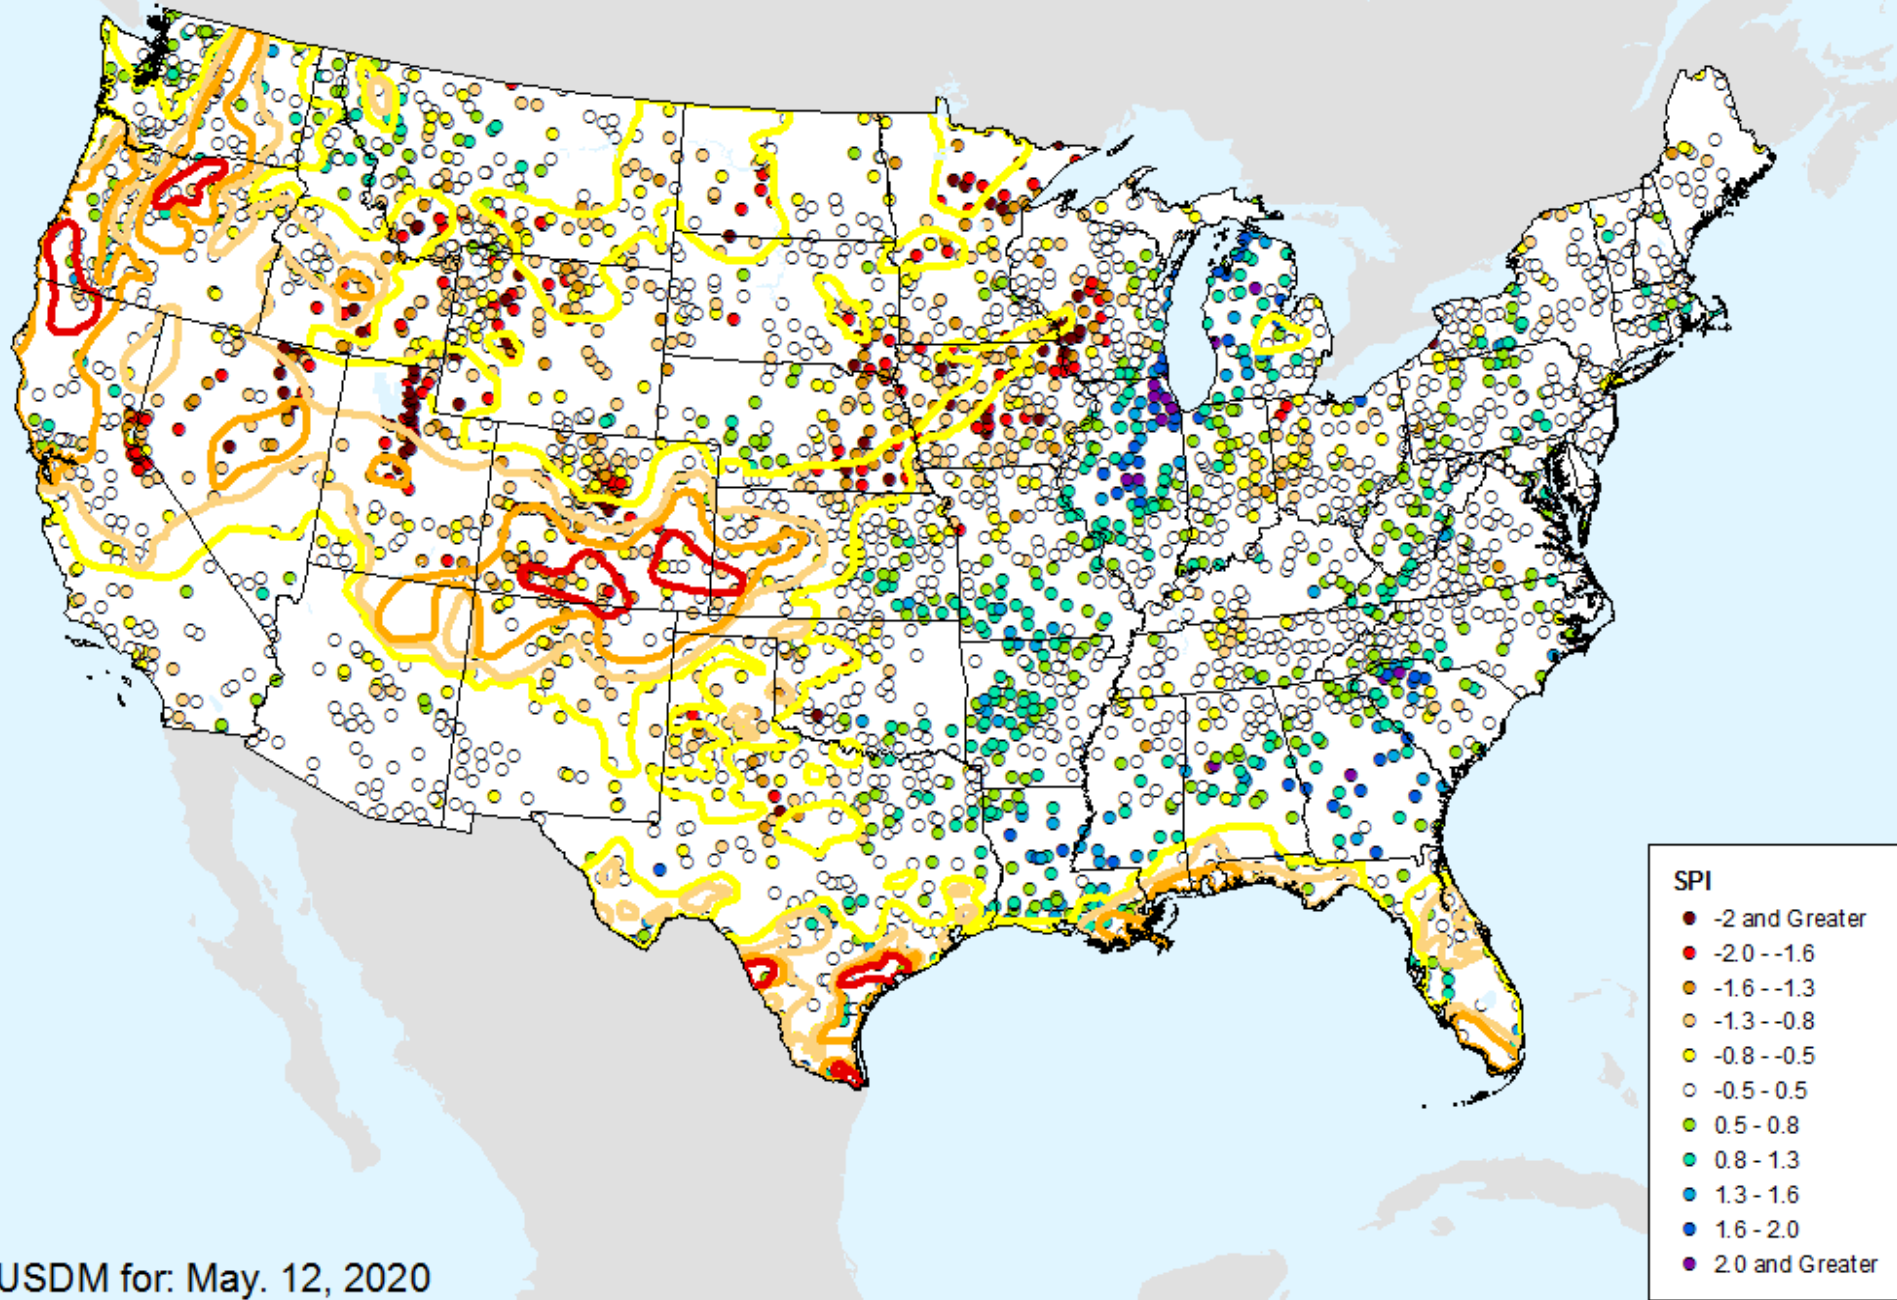 SPI
-2 and Greater
-2.0 - -1.6
-1.6 - -1.3
-1.3 - -0.8
-0.8 - -0.5
-0.5 - 0.5
0.5 - 0.8
0.8 - 1.3
1.3 - 1.6
1.6 - 2.0
2.0 and Greater
USDM for: May. 12, 2020